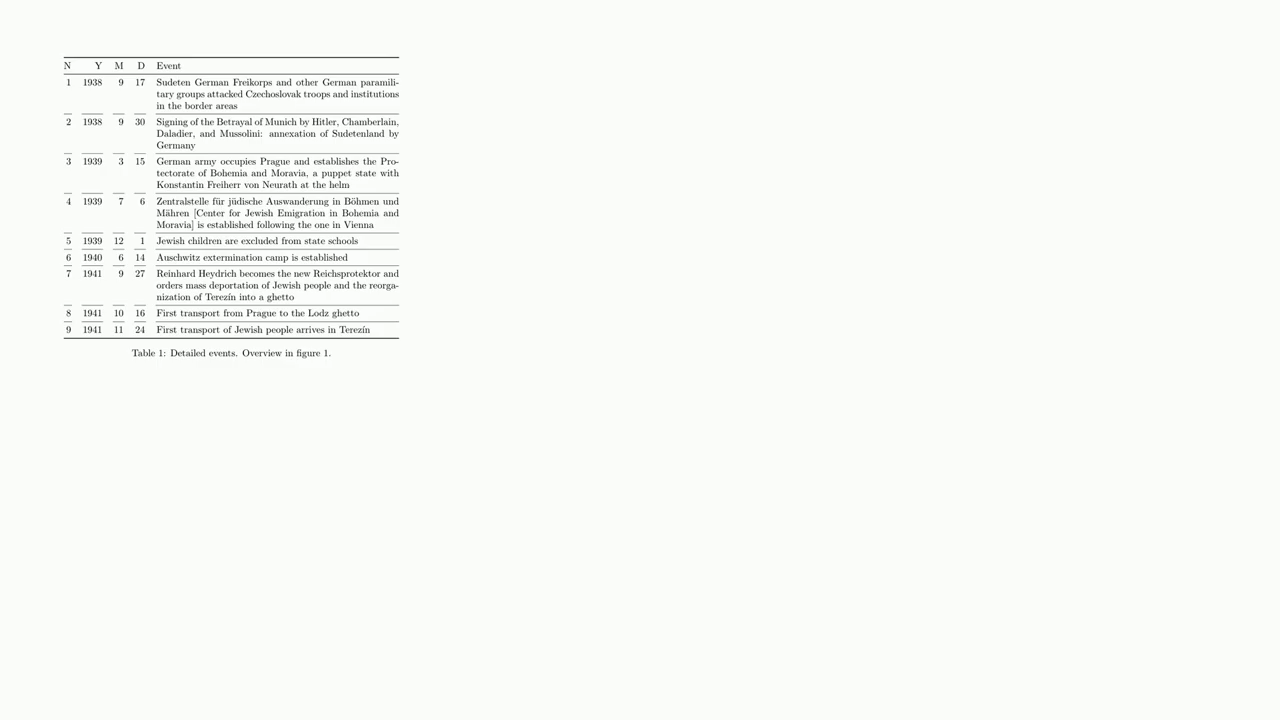 N Y M D Event
1 1938 9 17 Sudeten German Freikorps and other German paramili-
tary groups attacked Czechoslovak troops and institutions
in the border areas
2 1938 9 30 Signing of the Betrayal of Munich by Hitler, Chamberlain,
Daladier, and Mussolini: annexation of Sudetenland by
Germany
3 1939 3 15 German army occupies Prague and establishes the Pro-
tectorate of Bohemia and Moravia, a puppet state with
Konstantin Freiherr von Neurath at the helm
4 1939 7 6 Zentralstelle für jüdische Auswanderung in Böhmen und
Mähren [Center for Jewish Emigration in Bohemia and
Moravia] is established following the one in Vienna
5 1939 12 1 Jewish children are excluded from state schools
6 1940 6 14 Auschwitz extermination camp is established
7 1941 9 27 Reinhard Heydrich becomes the new Reichsprotektor and
orders mass deportation of Jewish people and the reorga-
nization of Terezín into a ghetto
8 1941 10 16 First transport from Prague to the Lodz ghetto
9 1941 11 24 First transport of Jewish people arrives in Terezín
Table 1: Detailed events. Overview in figure 1.